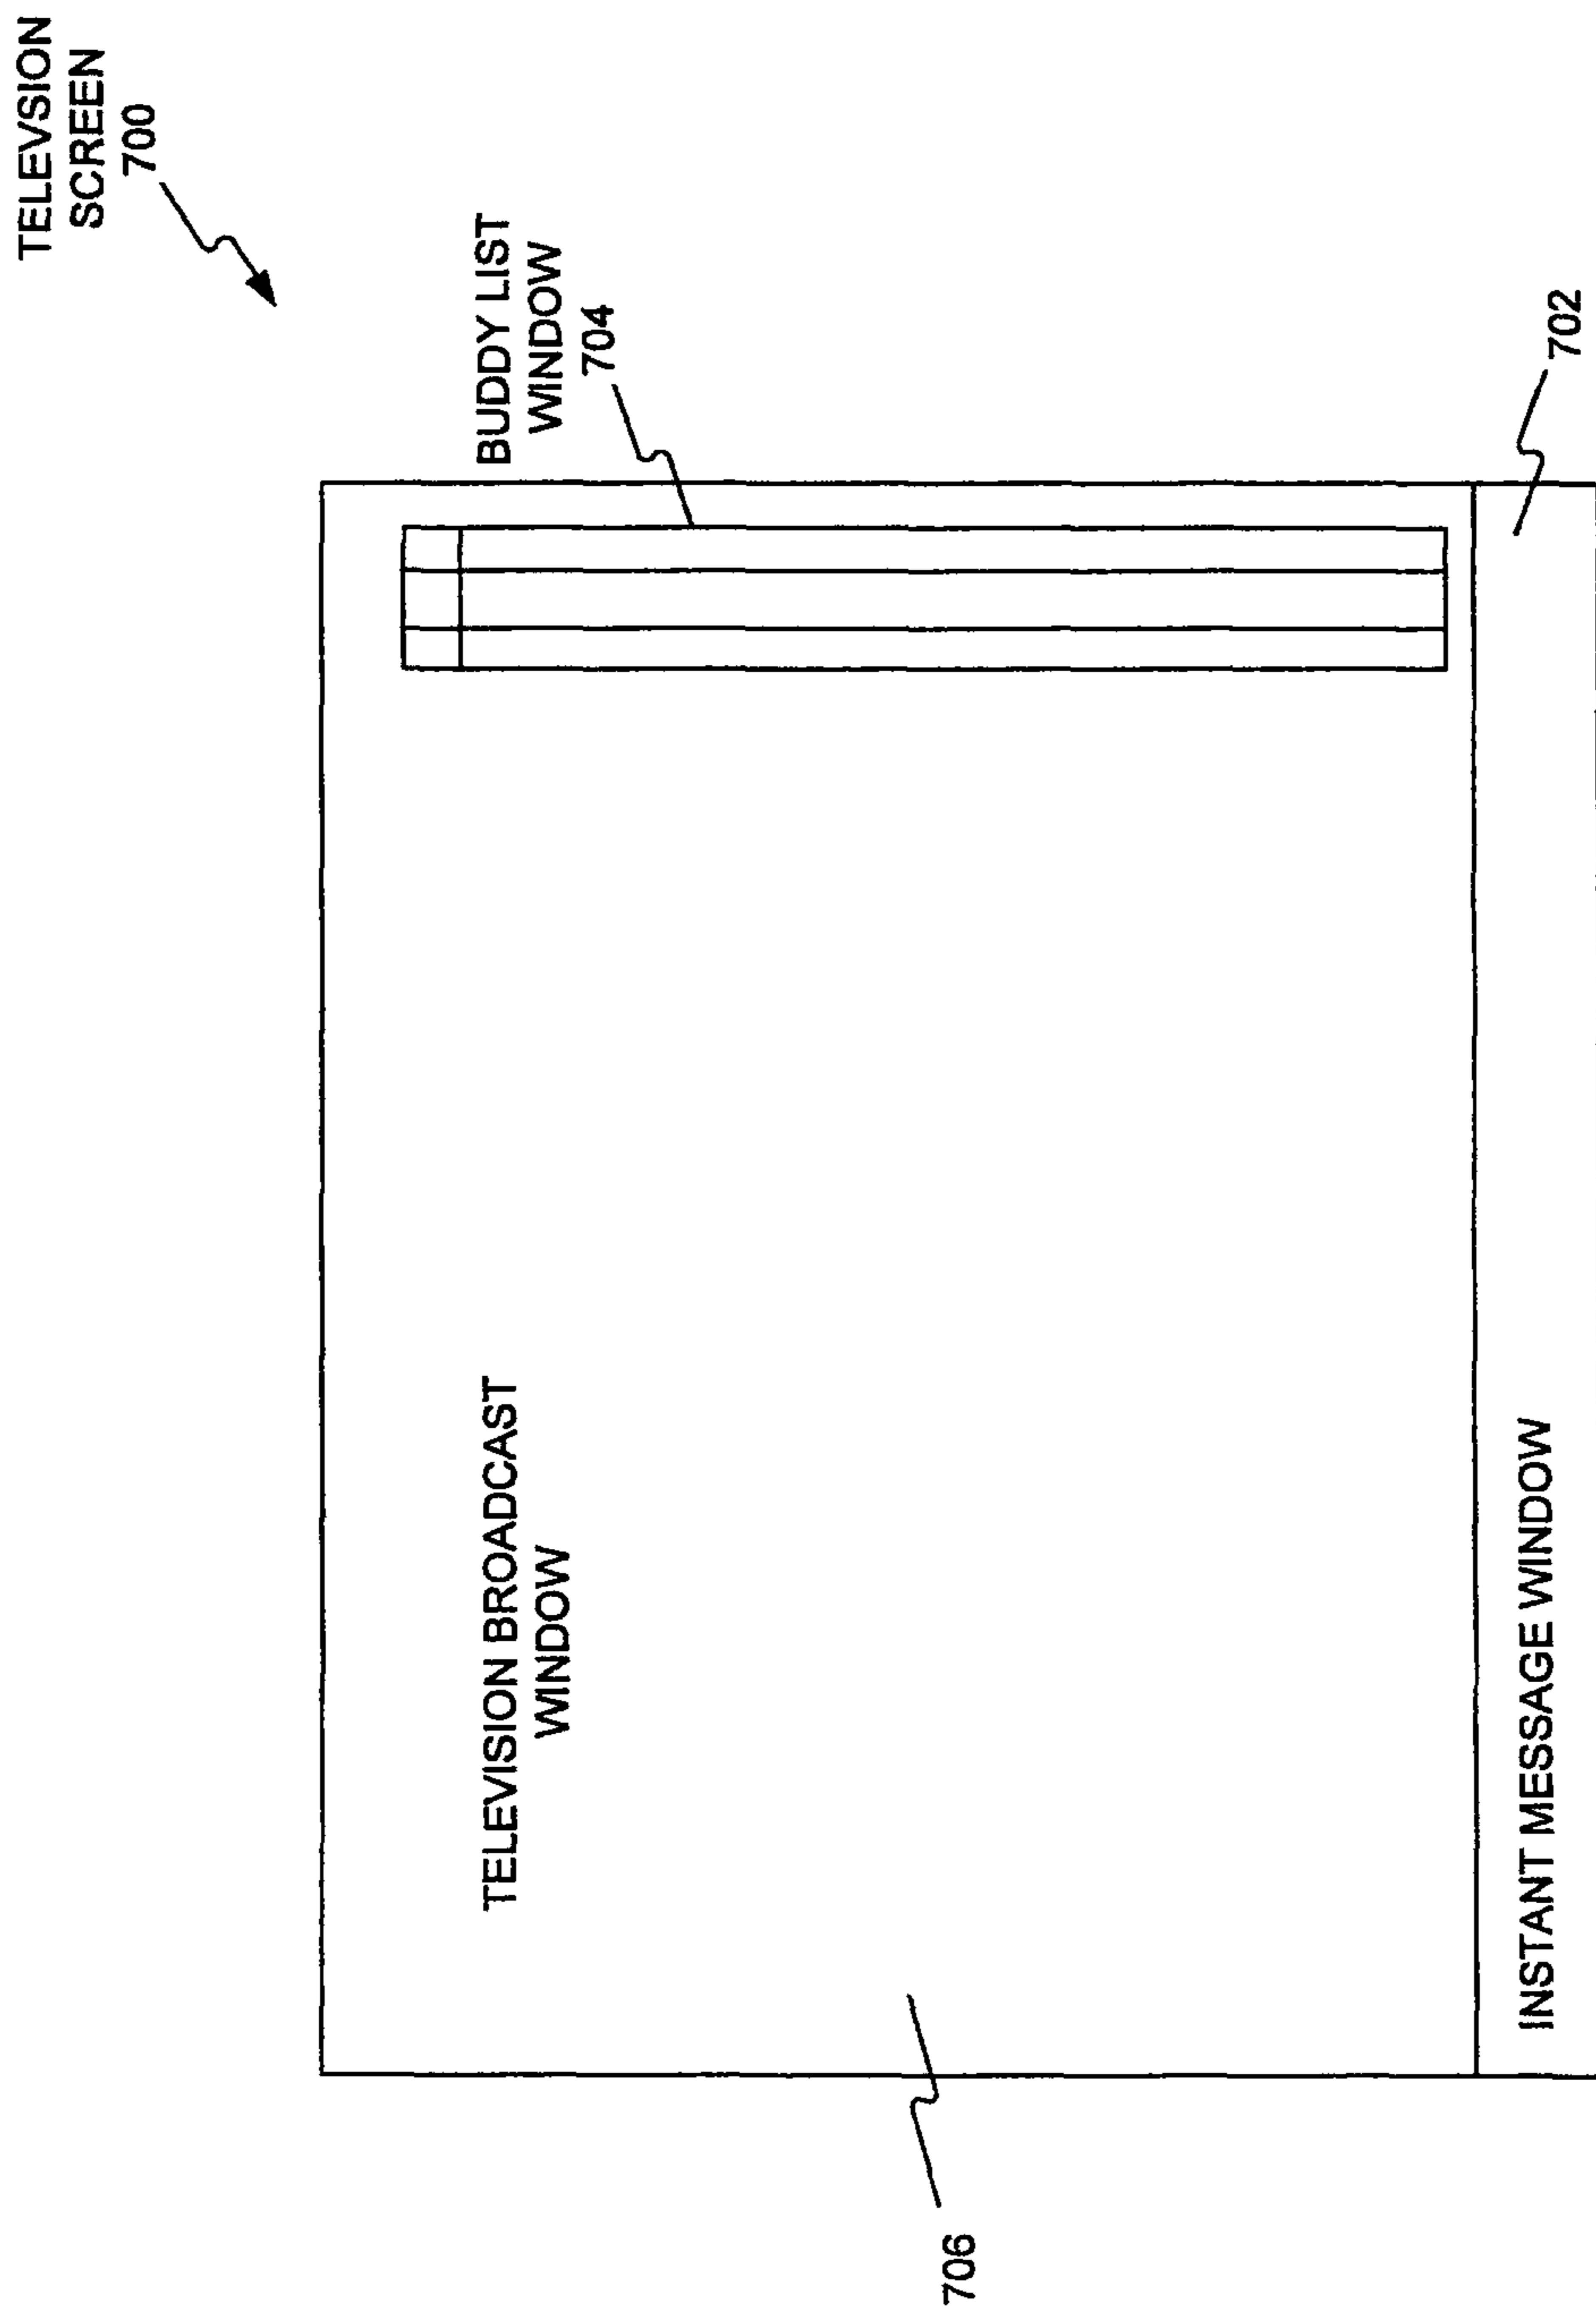 TELEVSION
SCREEN
700
BUDDY LIST
WINDOW
704
TELEVISION BROADCAST
WINDOW
706
INSTANT MESSAGE WINDOW
702